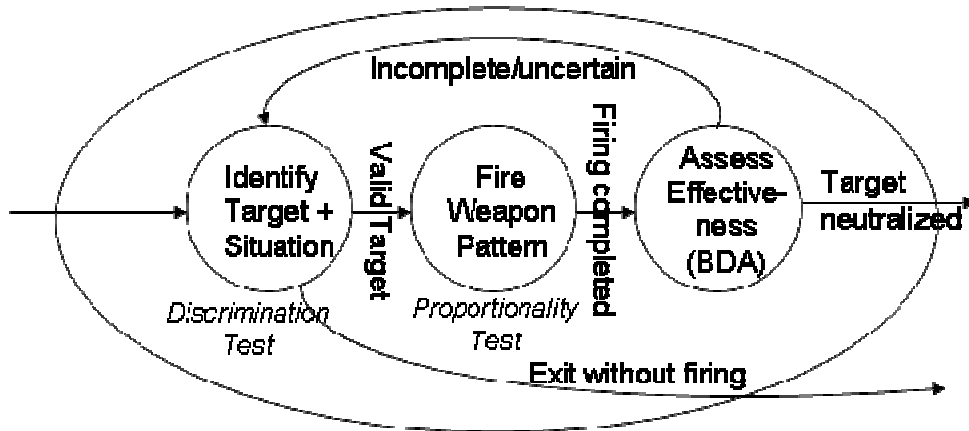 Incomplete/uncertain
Identify
Target +
Situation
Discrimination
Test
Valid Target
Fire
Weapon
Pattern
Proportionality
Test
Firing completed
Assess
Effective-
ness
(BDA)
Target
neutralized
Exit without firing